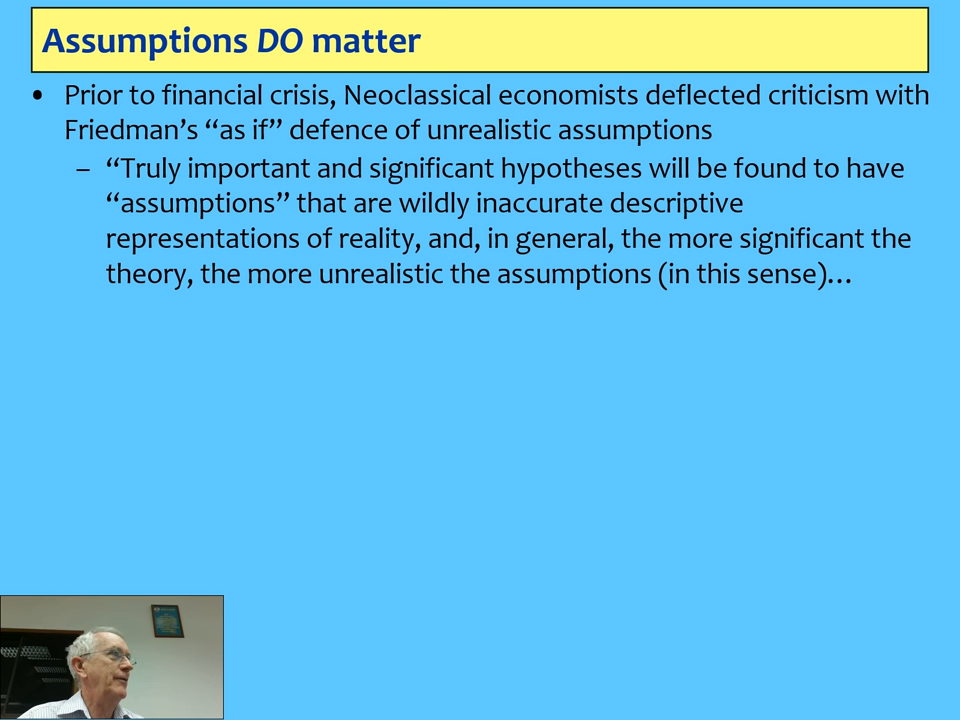 Assumptions DO matter
• Prior to financial crisis, Neoclassical economists deflected criticism with
Friedman’s “as if” defence of unrealistic assumptions
– “Truly important and significant hypotheses will be found to have
“assumptions” that are wildly inaccurate descriptive
representations of reality, and, in general, the more significant the
theory, the more unrealistic the assumptions (in this sense)…